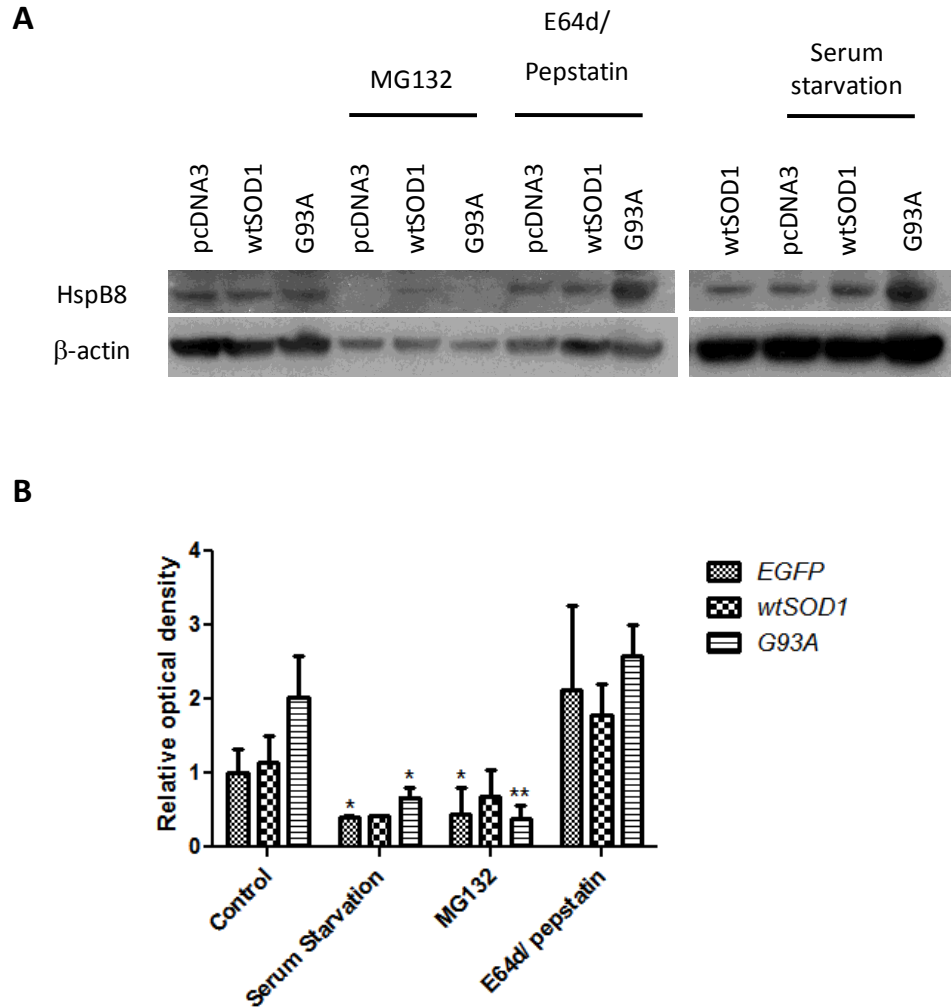 A
MG132
E64d/
Pepstatin
Serum
starvation
pcDNA3
wtSOD1
G93A
pcDNA3
wtSOD1
G93A
pcDNA3
wtSOD1
G93A
wtSOD1
pcDNA3
wtSOD1
G93A
HspB8
β-actin
B
Relative optical density
4
3
2
1
0
* * * **
Control
Serum Starvation
MG132
E64d/ pepstatin
EGFP
wtSOD1
G93A